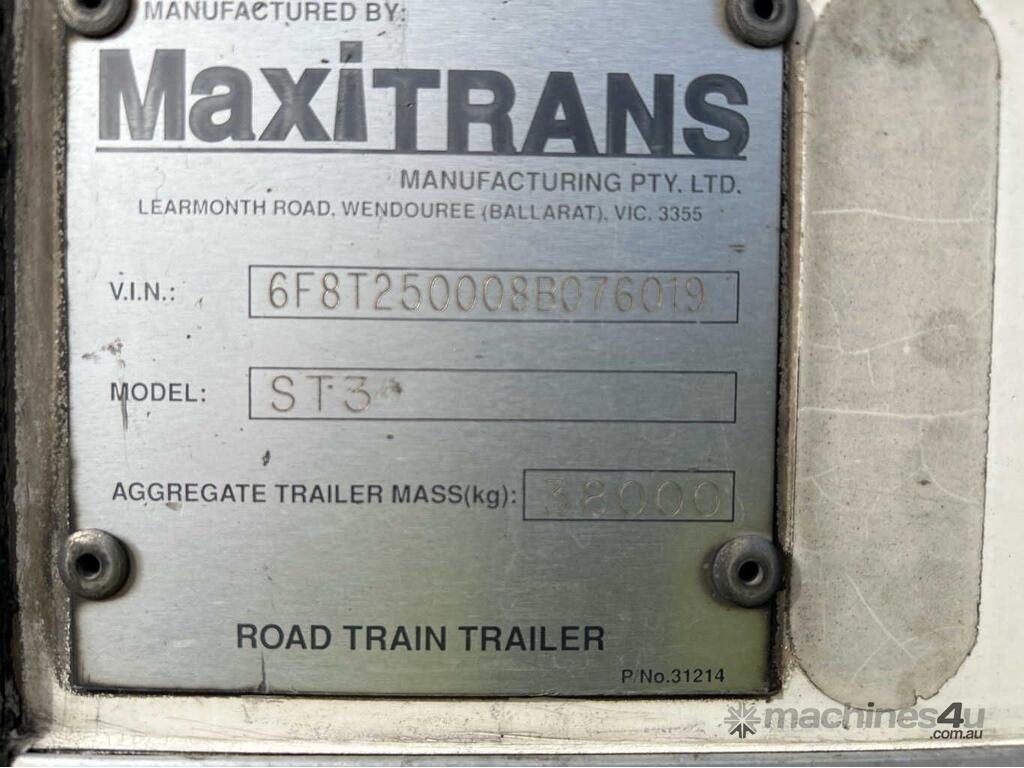 MANUFACTURED BY:
MaxiTRANS
MANUFACTURING PTY. LTD.
LEARMONTH ROAD, WENDOUREE (BALLARAT), VIC. 3355
V.I.N.: 6F8T250008B076019
MODEL: ST3
AGGREGATE TRAILER MASS(kg): 38000
ROAD TRAIN TRAILER
P/No.31214
machines4u
.com.au